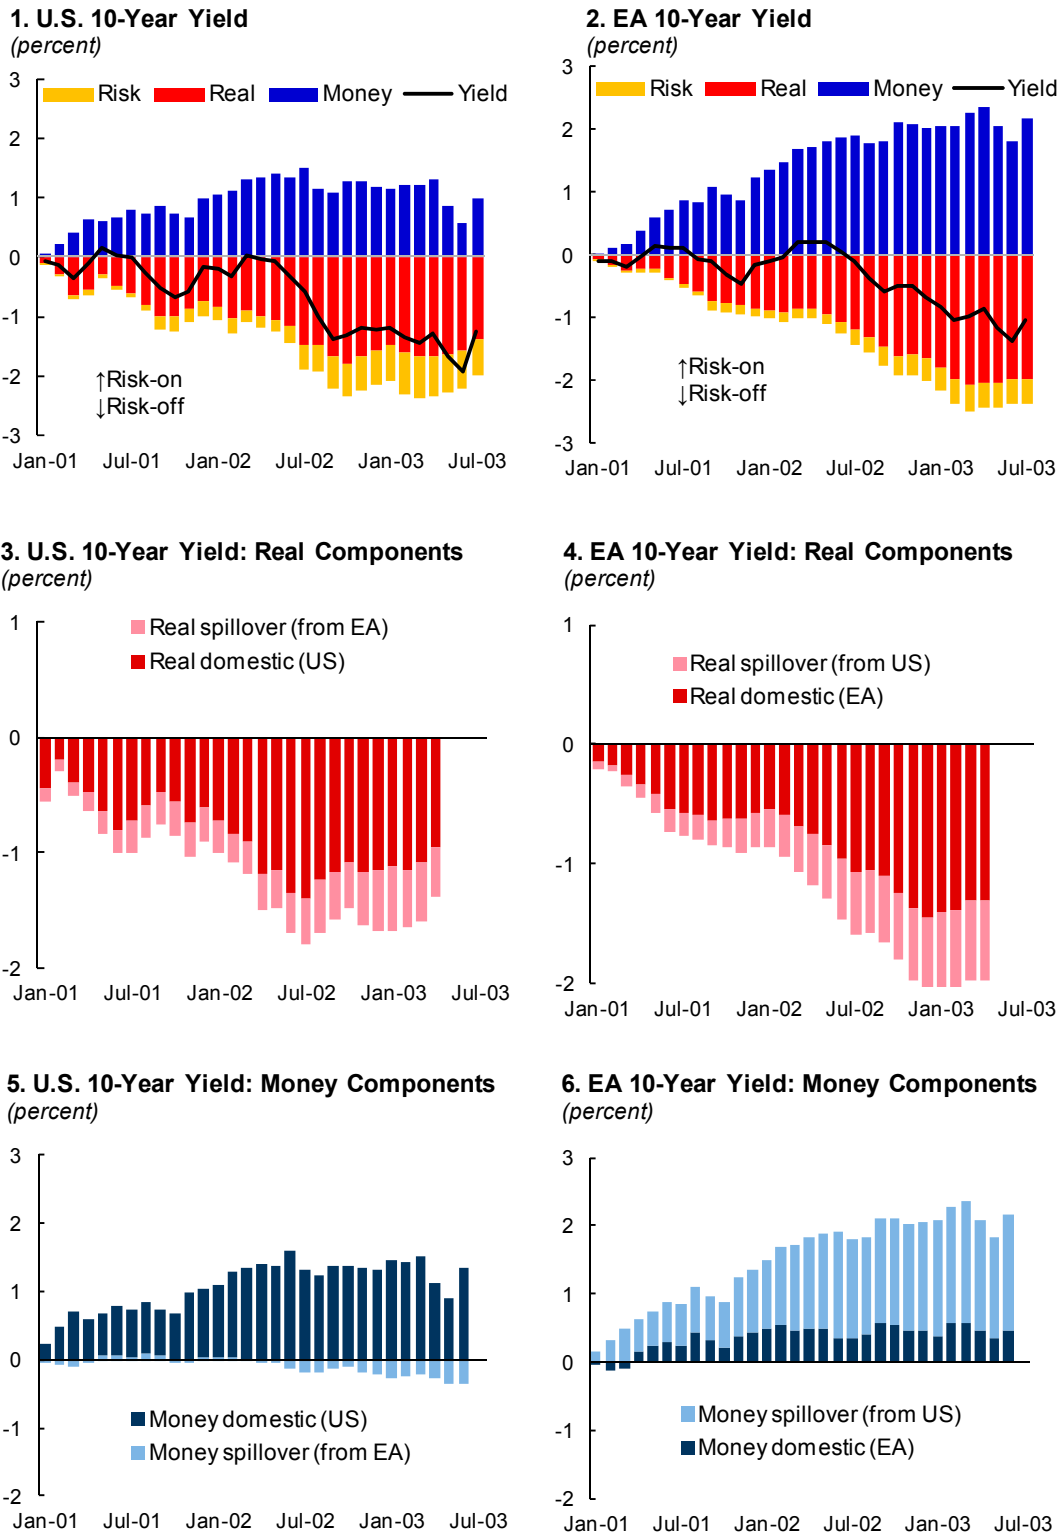 1. U.S. 10-Year Yield
(percent)
Risk Real Money Yield
3
2
1
0
-1
-2
-3
↑Risk-on
↓Risk-off
Jan-01 Jul-01 Jan-02 Jul-02 Jan-03 Jul-03
2. EA 10-Year Yield
(percent)
Risk Real Money Yield
3
2
1
0
-1
-2
-3
↑Risk-on
↓Risk-off
Jan-01 Jul-01 Jan-02 Jul-02 Jan-03 Jul-03
3. U.S. 10-Year Yield: Real Components
(percent)
Real spillover (from EA)
Real domestic (US)
1
0
-1
-2
Jan-01 Jul-01 Jan-02 Jul-02 Jan-03 Jul-03
4. EA 10-Year Yield: Real Components
(percent)
Real spillover (from US)
Real domestic (EA)
1
0
-1
-2
Jan-01 Jul-01 Jan-02 Jul-02 Jan-03 Jul-03
5. U.S. 10-Year Yield: Money Components
(percent)
3
2
1
0
-1
-2
Money domestic (US)
Money spillover (from EA)
Jan-01 Jul-01 Jan-02 Jul-02 Jan-03 Jul-03
6. EA 10-Year Yield: Money Components
(percent)
3
2
1
0
-1
-2
Money spillover (from US)
Money domestic (EA)
Jan-01 Jul-01 Jan-02 Jul-02 Jan-03 Jul-03